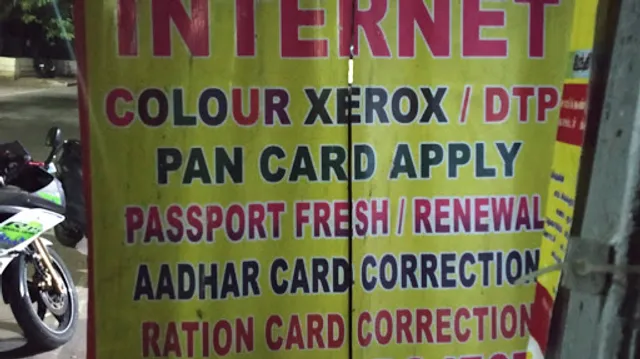 INTERNET
COLOUR XEROX / DTP
PAN CARD APPLY
PASSPORT FRESH / RENEWAL
AADHAR CARD CORRECTION
RATION CARD CORRECTION